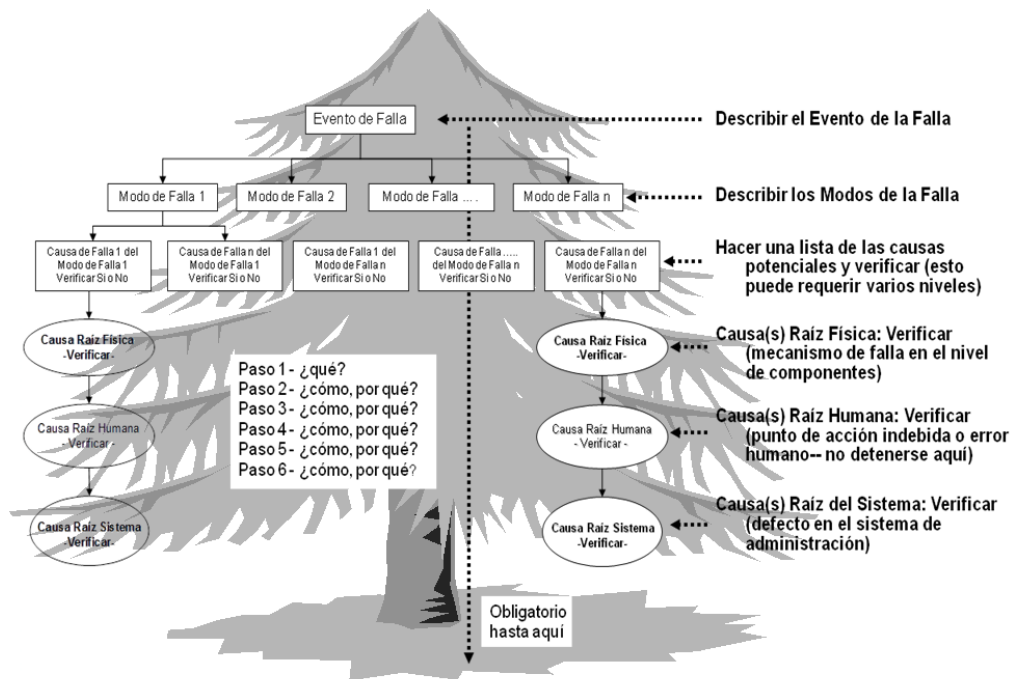 Evento de Falla
Describir el Evento de la Falla
Modo de Falla 1
Modo de Falla 2
Modo de Falla ....
Modo de Falla n
Describir los Modos de la Falla
Causa de Falla 1 del
Modo de Falla 1
Verificar Si o No
Causa de Falla n del
Modo de Falla 1
Verificar Si o No
Causa de Falla 1 del
Modo de Falla n
Verificar Si o No
Causa de Falla .....
del Modo de Falla n
Verificar Si o No
Causa de Falla n del
Modo de Falla n
Verificar Si o No
Hacer una lista de las causas
potenciales y verificar (esto
puede requerir varios niveles)
Causa Raíz Física
-Verificar-
Causa Raíz Física
-Verificar-
Causa(s) Raíz Física: Verificar
(mecanismo de falla en el nivel
de componentes)
Paso 1 - ¿qué?
Paso 2 - ¿cómo, por qué?
Paso 3 - ¿cómo, por qué?
Paso 4 - ¿cómo, por qué?
Paso 5 - ¿cómo, por qué?
Paso 6 - ¿cómo, por qué?
Causa Raíz Humana
- Verificar -
Causa Raíz Humana
- Verificar -
Causa(s) Raíz Humana: Verificar
(punto de acción indebida o error
humano-- no detenerse aquí)
Causa Raíz Sistema
-Verificar-
Causa Raíz Sistema
-Verificar-
Causa(s) Raíz del Sistema: Verificar
(defecto en el sistema de
administración)
Obligatorio
hasta aquí